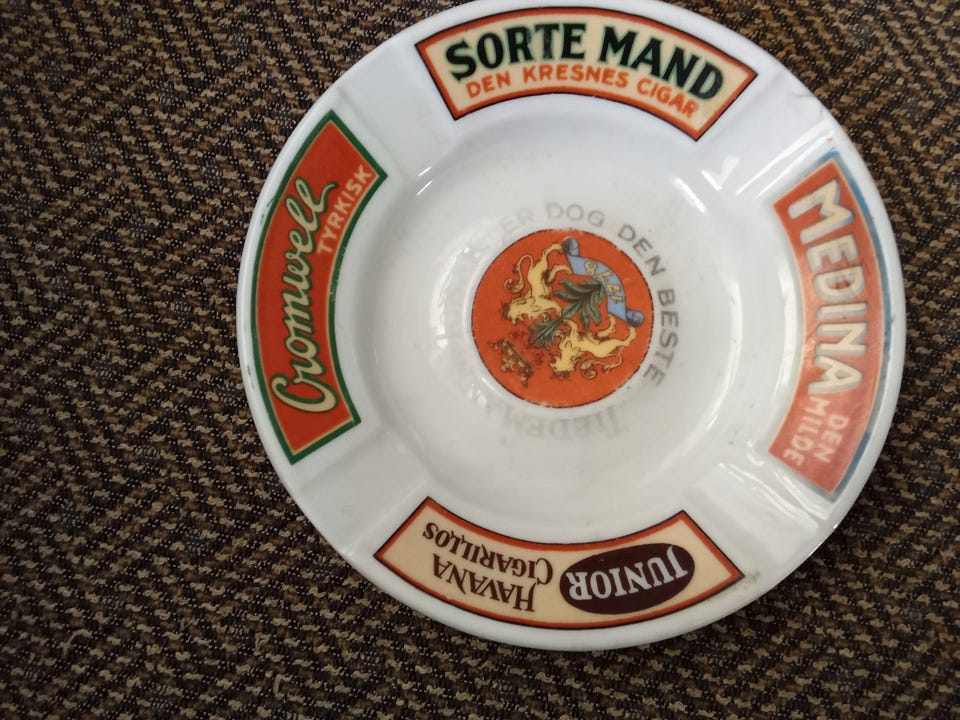 SORTE MAND
DEN KRESNES CIGAR
MEDINA
DEN
MILDE
JUNIOR
HAVANA
CIGARILLOS
Cromwell
TYRKISK
ER DOG DEN BESTE